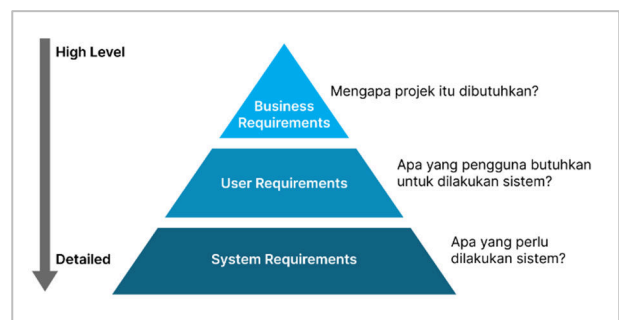 High Level
Business
Requirements
Mengapa projek itu dibutuhkan?
User Requirements
Apa yang pengguna butuhkan
untuk dilakukan sistem?
Detailed
System Requirements
Apa yang perlu
dilakukan sistem?